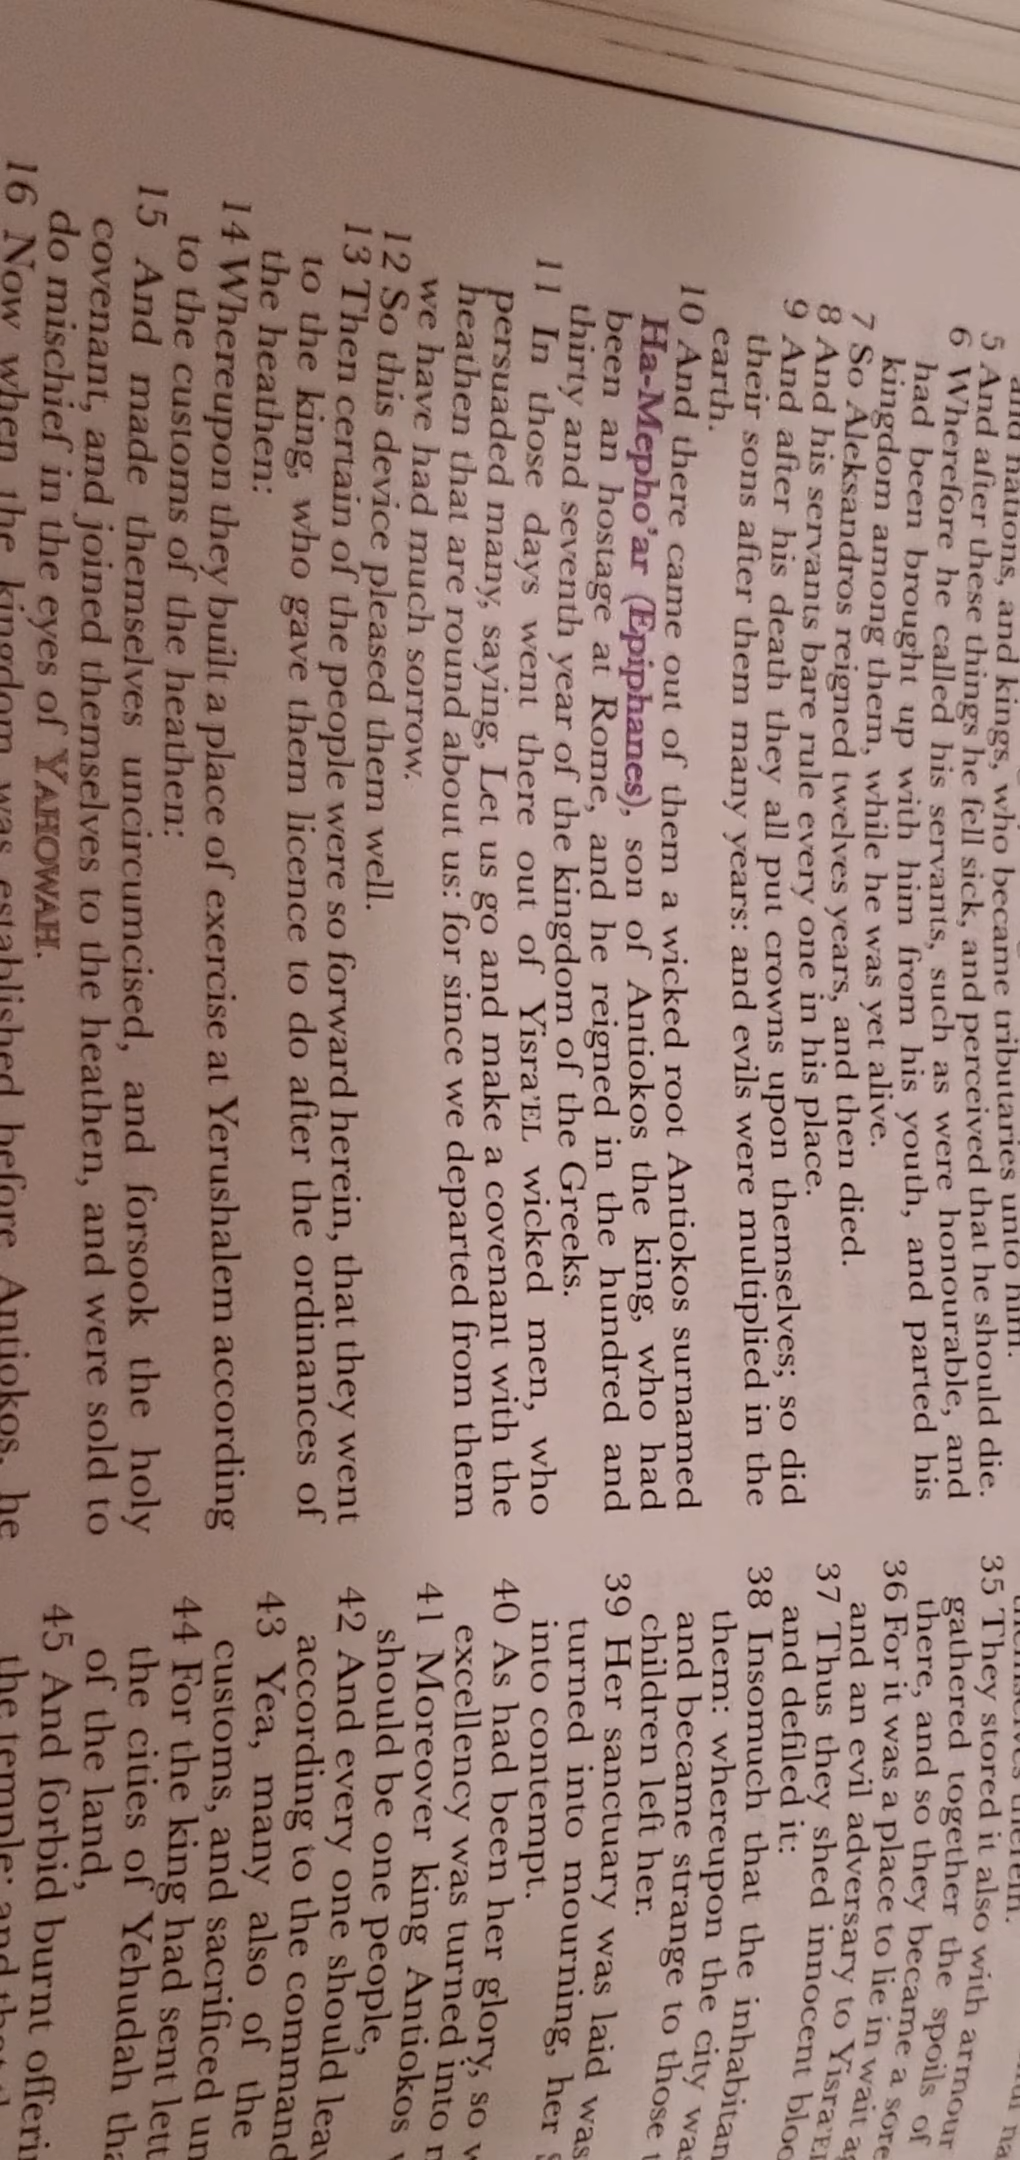 and nations, and kings, who became tributaries unto him.
5 And after these things he fell sick, and perceived that he should die.
6 Wherefore he called his servants, such as were honourable, and
had been brought up with him from his youth, and parted his
kingdom among them, while he was yet alive.
7 So Aleksandros reigned twelves years, and then died.
8 And his servants bare rule every one in his place.
9 And after his death they all put crowns upon themselves; so did
their sons after them many years: and evils were multiplied in the
earth.
10 And there came out of them a wicked root Antiokos surnamed
Ha-Mepho'ar (Epiphanes), son of Antiokos the king, who had
been an hostage at Rome, and he reigned in the hundred and
thirty and seventh year of the kingdom of the Greeks.
11 In those days went there out of Yisra'EL wicked men, who
persuaded many, saying, Let us go and make a covenant with the
heathen that are round about us: for since we departed from them
we have had much sorrow.
12 So this device pleased them well.
13 Then certain of the people were so forward herein, that they went
to the king, who gave them licence to do after the ordinances of
the heathen:
14 Whereupon they built a place of exercise at Yerushalem according
to the customs of the heathen:
15 And made themselves uncircumcised, and forsook the holy
covenant, and joined themselves to the heathen, and were sold to
do mischief in the eyes of YAHOWAH.
16 Now when the kingdom was established before Antiokos, he
therein.
35 They stored it also with armour
gathered together the spoils of
there, and so they became a sore
36 For it was a place to lie in wait
and an evil adversary to Yisra'EL
37 Thus they shed innocent
and defiled it:
38 Insomuch that the
them: whereupon the city was
and became strange to those
children left her.
39 Her sanctuary was laid
turned into mourning, her
into contempt.
40 As had been her glory, so
excellency was turned into
41 Moreover king Antiokos
should be one people,
42 And every one should
according to the
43 Yea, many also of the
customs, and sacrificed
44 For the king had sent
the cities of Yehudah
of the land,
45 And forbid burnt
the temple; and